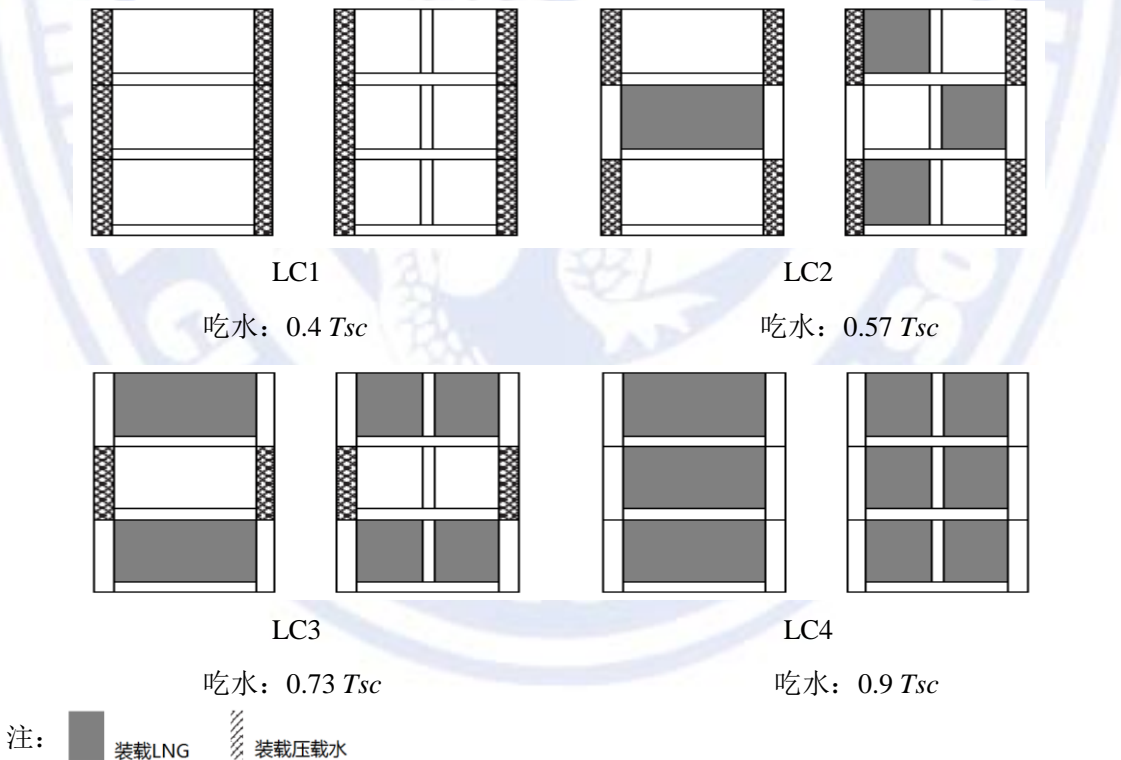 LC1
LC2
吃水：0.4 Tsc
吃水：0.57 Tsc
LC3
LC4
吃水：0.73 Tsc
吃水：0.9 Tsc
注： 装载LNG 装载压载水